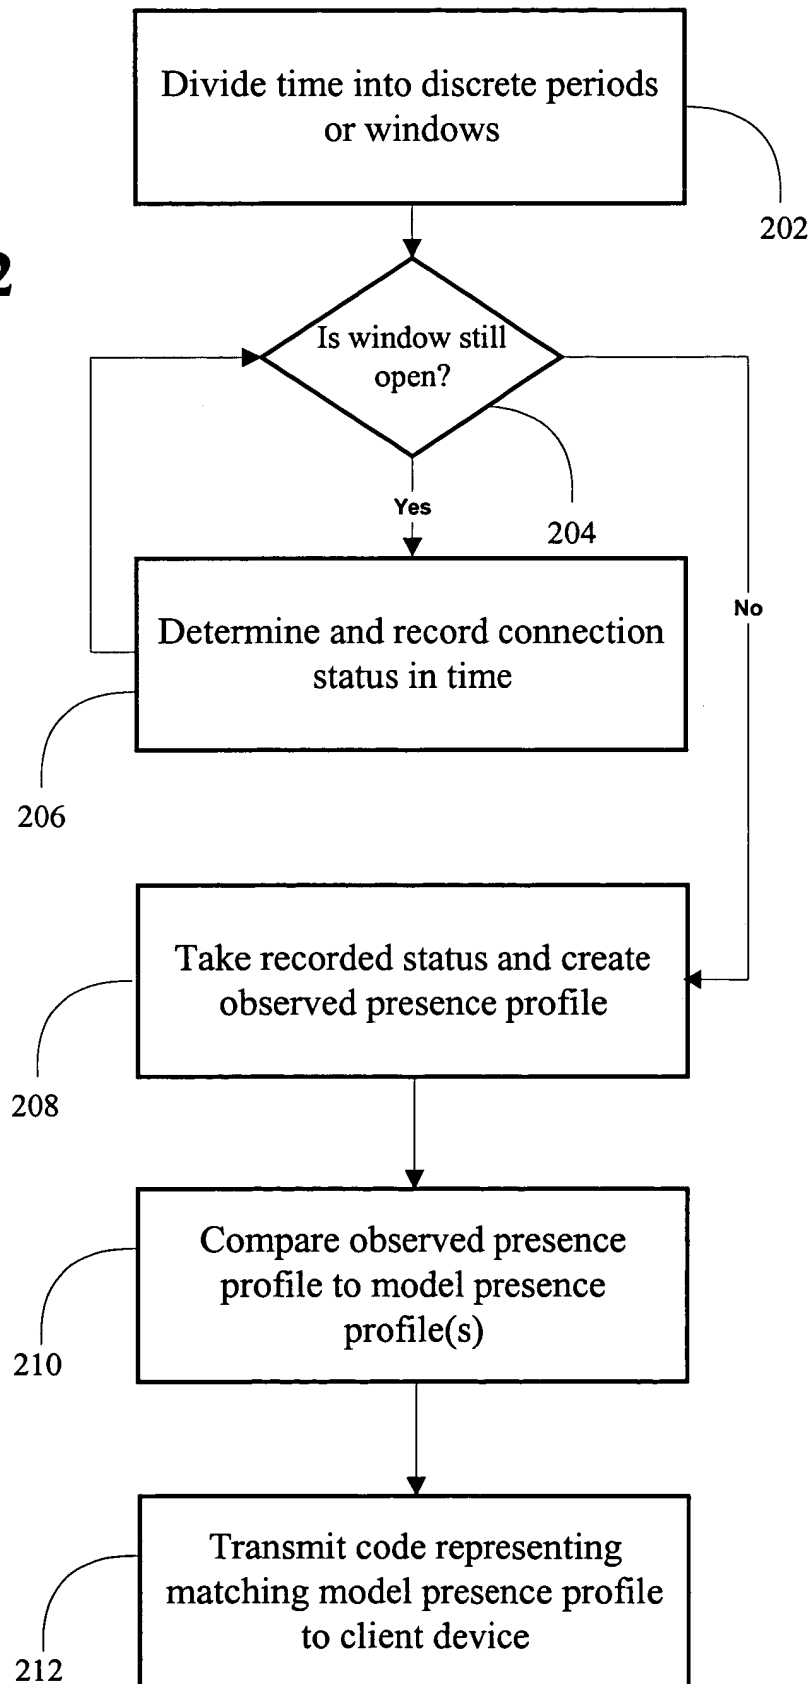 Divide time into discrete periods
or windows
202
2
Is window still
open?
Yes
204
No
Determine and record connection
status in time
206
Take recorded status and create
observed presence profile
208
Compare observed presence
profile to model presence
profile(s)
210
Transmit code representing
matching model presence profile
to client device
212